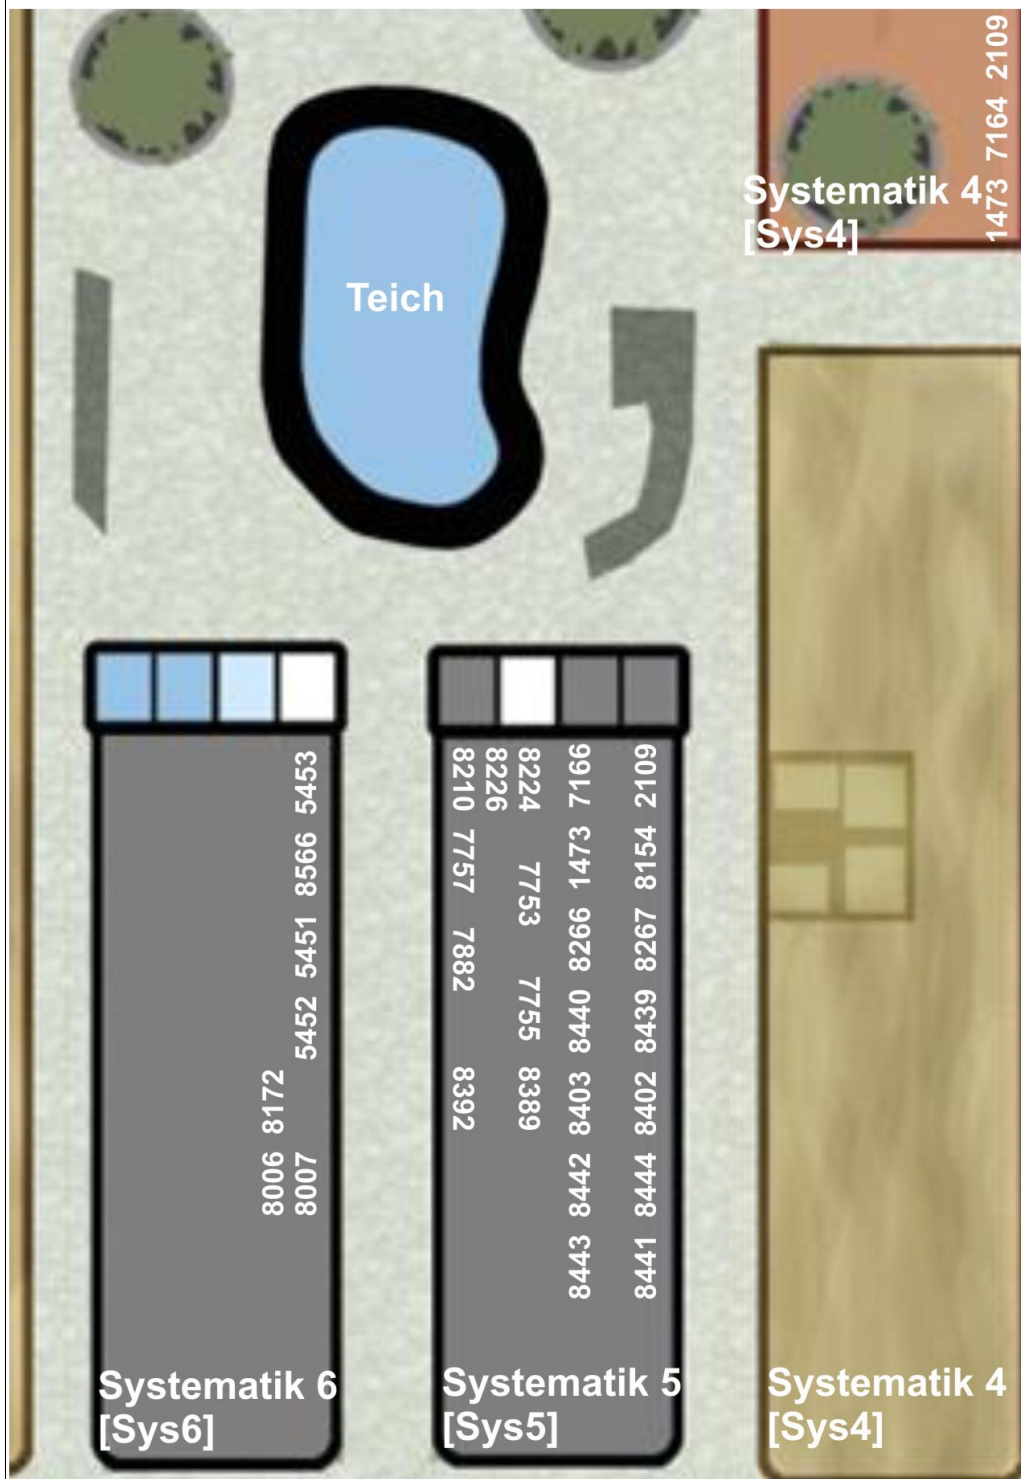 1473 7164 2109
Systematik 4
[Sys4]
Teich
8006 8172
8007 5452 5451 8566 5453
Systematik 6
[Sys6]
8210 7757 7882 8392
8226
8224 7753 7755 8389
8443 8442 8403 8440 8266 1473 7166
8441 8444 8402 8439 8267 8154 2109
Systematik 5
[Sys5]
Systematik 4
[Sys4]